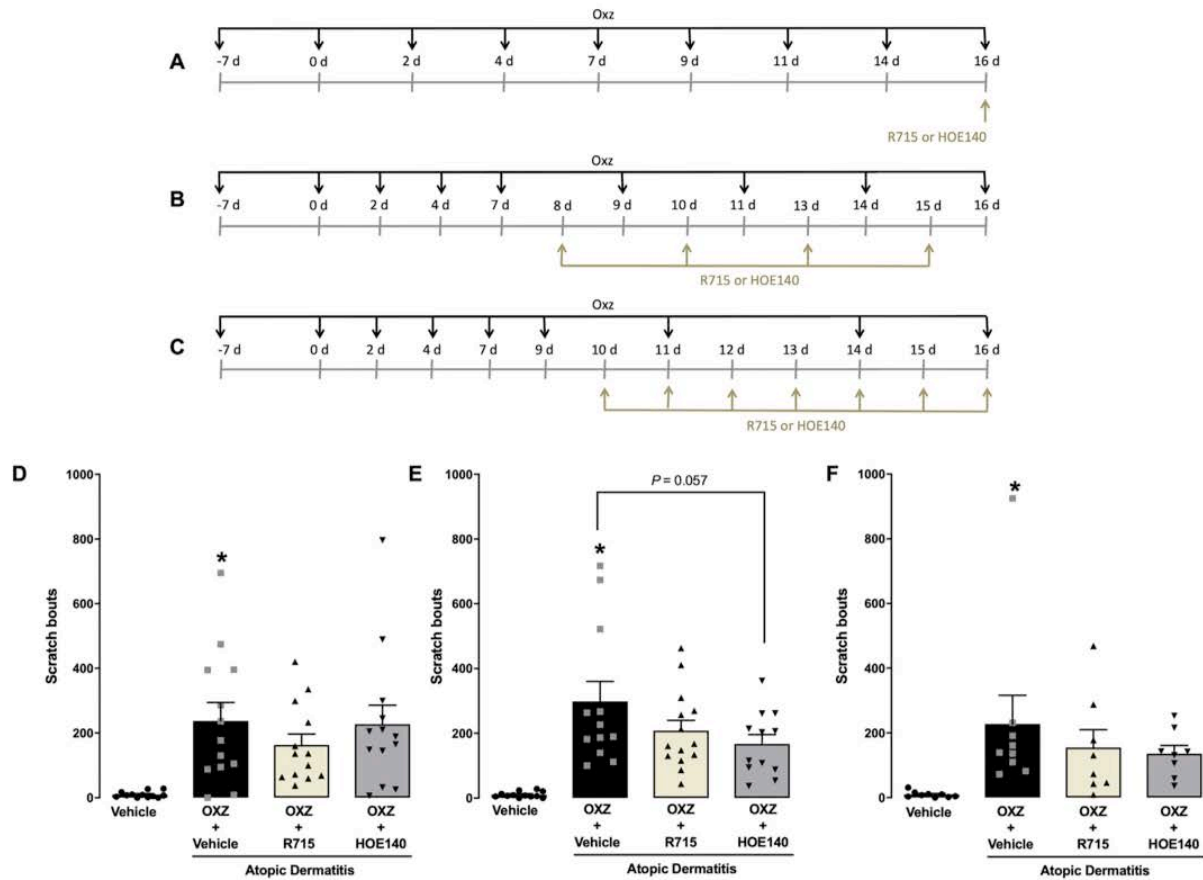 Oxz
A
-7 d 0 d 2 d 4 d 7 d 9 d 11 d 14 d 16 d
R715 or HOE140
Oxz
B
-7 d 0 d 2 d 4 d 7 d 8 d 9 d 10 d 11 d 13 d 14 d 15 d 16 d
R715 or HOE140
Oxz
C
-7 d 0 d 2 d 4 d 7 d 9 d 10 d 11 d 12 d 13 d 14 d 15 d 16 d
R715 or HOE140
D
Scratch bouts
1000
800
600
400
200
0
*
Vehicle
OXZ + Vehicle
OXZ + R715
OXZ + HOE140
Atopic Dermatitis
E
Scratch bouts
1000
800
600
400
200
0
P = 0.057
*
Vehicle
OXZ + Vehicle
OXZ + R715
OXZ + HOE140
Atopic Dermatitis
F
Scratch bouts
1000
800
600
400
200
0
*
Vehicle
OXZ + Vehicle
OXZ + R715
OXZ + HOE140
Atopic Dermatitis